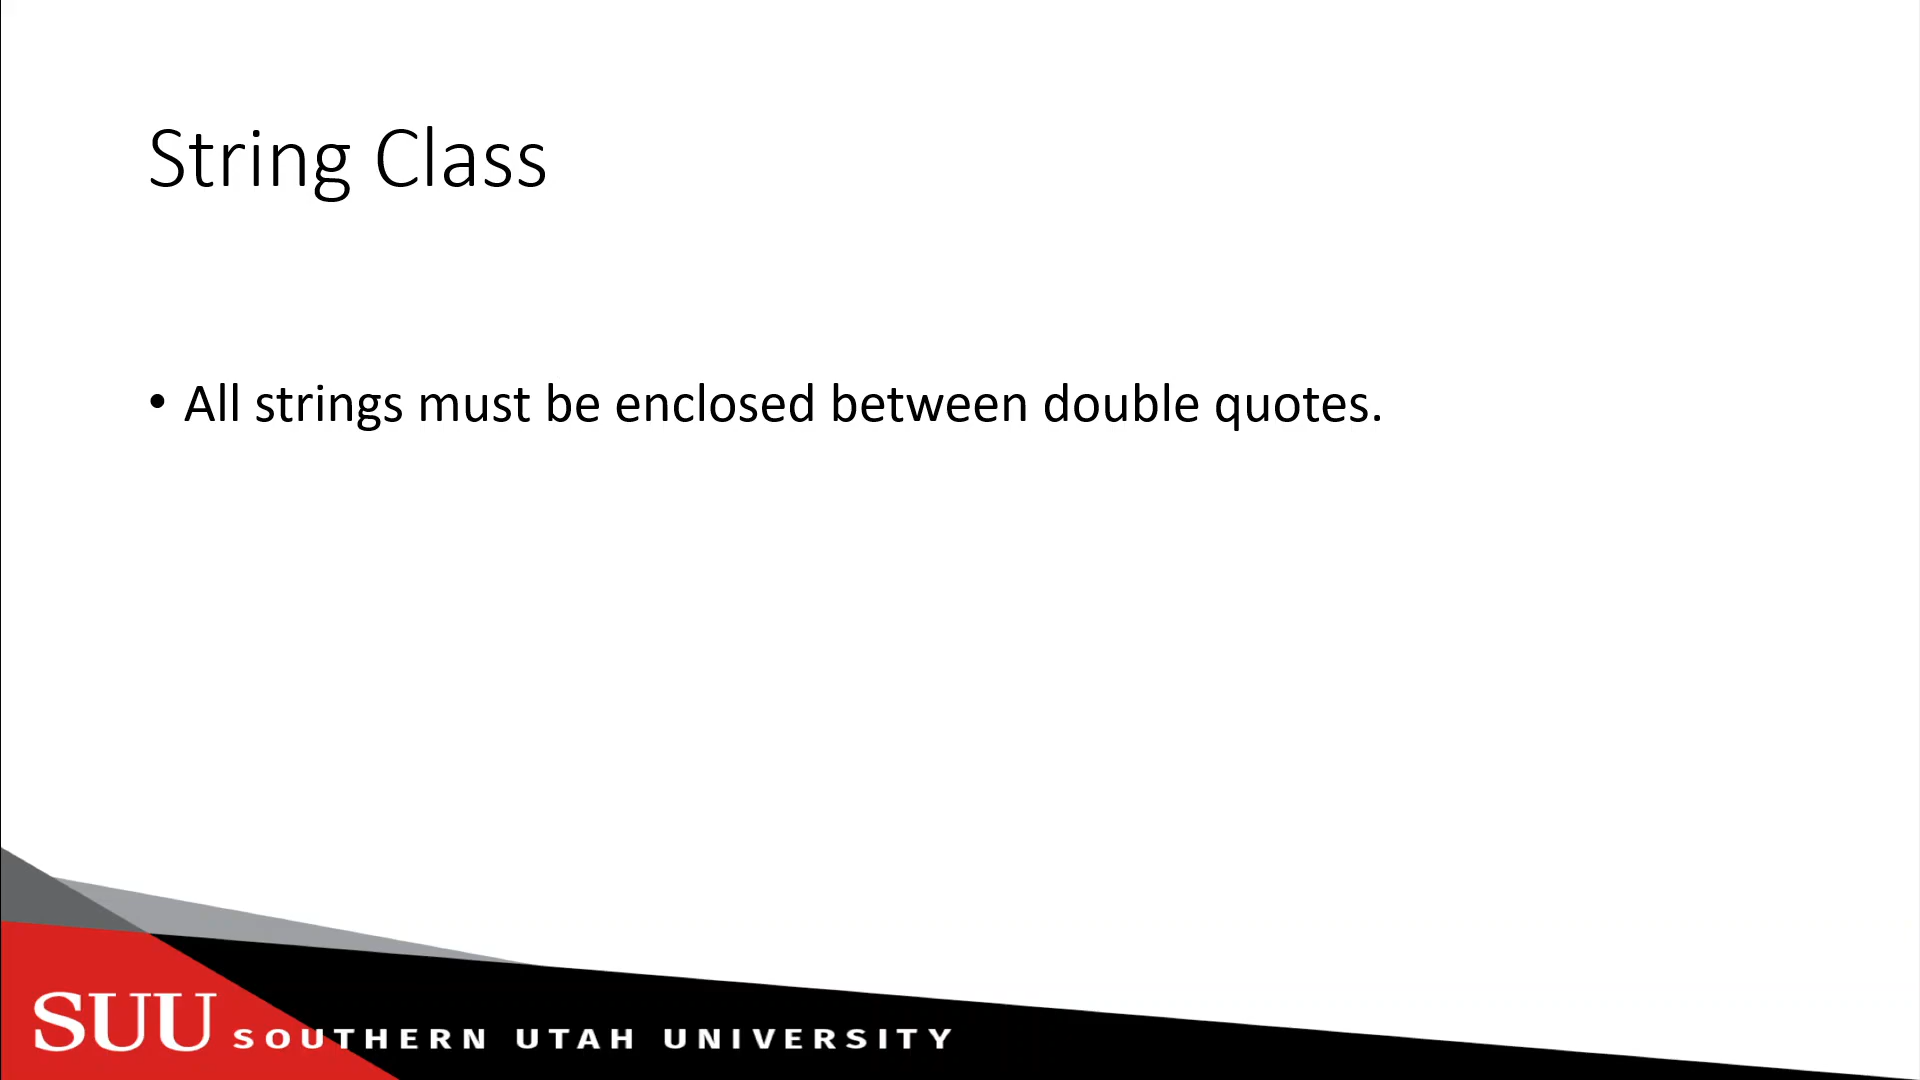 String Class
• All strings must be enclosed between double quotes.
SUU SOUTHERN UTAH UNIVERSITY